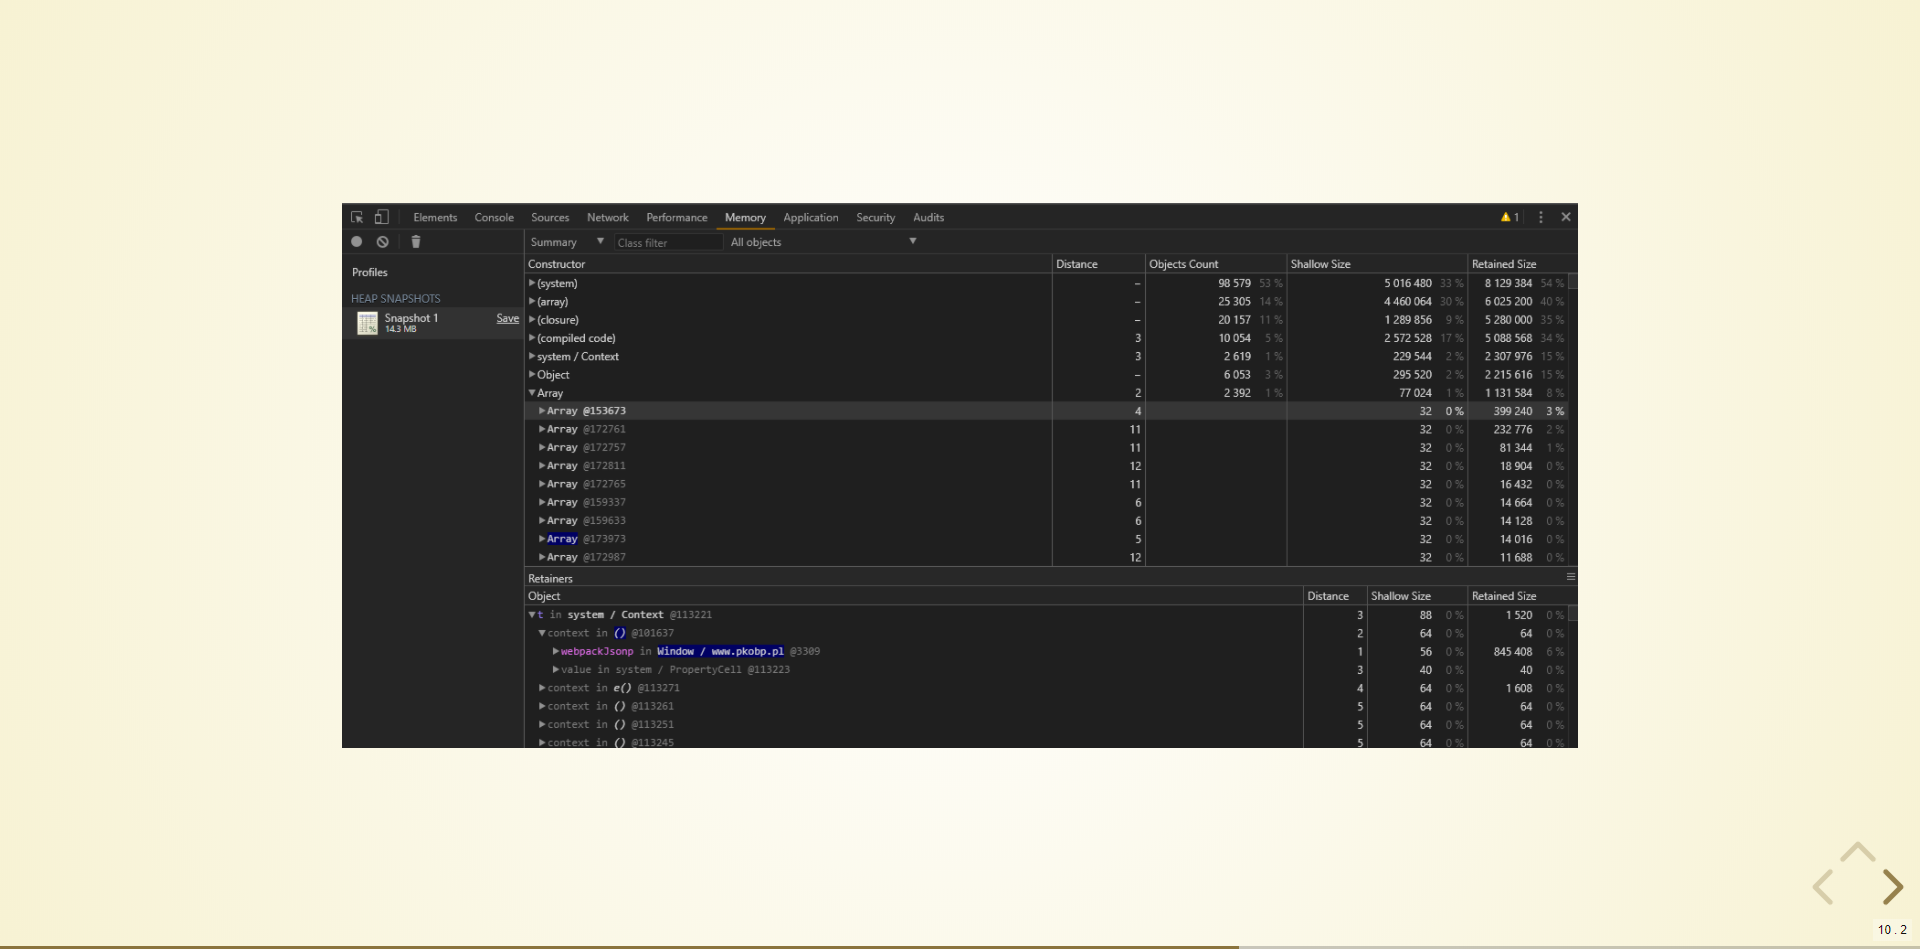 Elements Console Sources Network Performance Memory Application Security Audits 1
Summary Class filter All objects
Profiles
HEAP SNAPSHOTS
Snapshot 1 Save
14.3 MB
Constructor Distance Objects Count Shallow Size Retained Size
(system) – 98 579 53 % 5 016 480 33 % 8 129 384 54 %
(array) – 25 305 14 % 4 460 064 30 % 6 025 200 40 %
(closure) – 20 157 11 % 1 289 856 9 % 5 280 000 35 %
(compiled code) 3 10 054 5 % 2 572 528 17 % 5 088 568 34 %
system / Context 3 2 619 1 % 229 544 2 % 2 307 976 15 %
Object – 6 053 3 % 295 520 2 % 2 215 616 15 %
Array 2 2 392 1 % 77 024 1 % 1 131 584 8 %
Array @153673 4 32 0 % 399 240 3 %
Array @172761 11 32 0 % 232 776 2 %
Array @172757 11 32 0 % 81 344 1 %
Array @172811 12 32 0 % 18 904 0 %
Array @172765 11 32 0 % 16 432 0 %
Array @159337 6 32 0 % 14 664 0 %
Array @159633 6 32 0 % 14 128 0 %
Array @173973 5 32 0 % 14 016 0 %
Array @172987 12 32 0 % 11 688 0 %
Retainers
Object Distance Shallow Size Retained Size
t in system / Context @113221 3 88 0 % 1 520 0 %
context in () @101637 2 64 0 % 64 0 %
webpackJsonp in Window / www.pkobp.pl @3309 1 56 0 % 845 408 6 %
value in system / PropertyCell @113223 3 40 0 % 40 0 %
context in e() @113271 4 64 0 % 1 608 0 %
context in () @113261 5 64 0 % 64 0 %
context in () @113251 5 64 0 % 64 0 %
context in () @113245 5 64 0 % 64 0 %
10 . 2